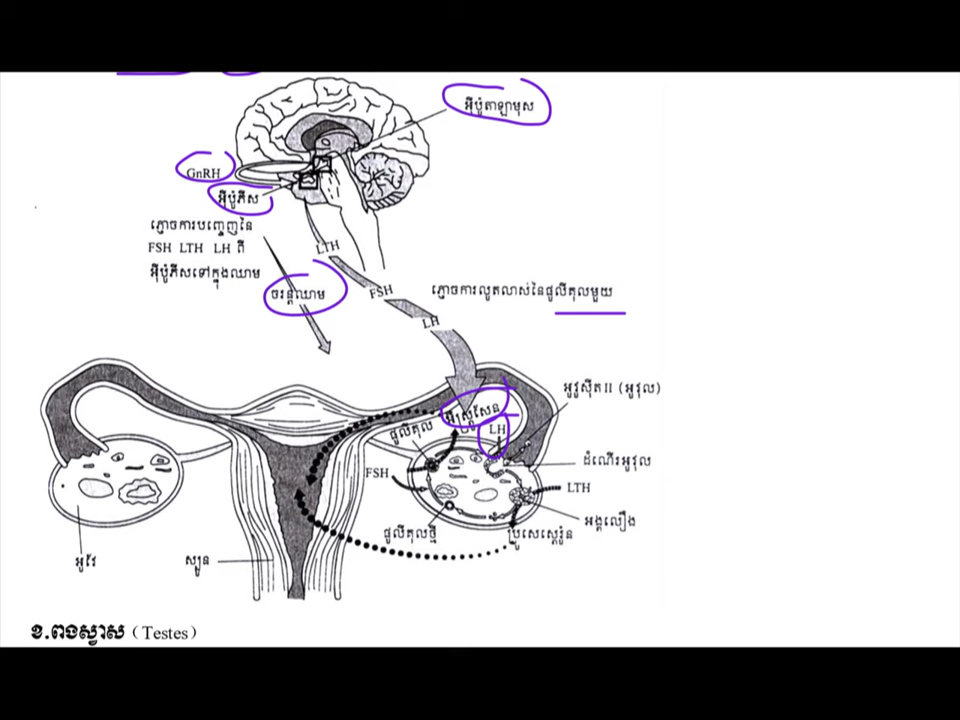 អ៊ីប៉ូតាឡាមុស
GnRH
អ៊ីប៉ូភីស
ភ្នោចការបញ្ចេញនៃ
FSH LTH LH ពី
អ៊ីប៉ូភីសទៅក្នុងឈាម
LTH
ចរន្តឈាម
FSH
ភ្នោចការលូតលាស់នៃផូលីគុលមួយ
LH
អូវូស៊ីត II (អូវុល)
អឺស្ត្រូសែន
ផូលីគុល
LH
ដំណើរអូវុល
FSH
LTH
អង្គលឿង
ផូលីគុលថ្មី
ប្រូសេស្តេរ៉ូន
អូវែ
ស្បូន
ខ.ពងស្វាស (Testes)